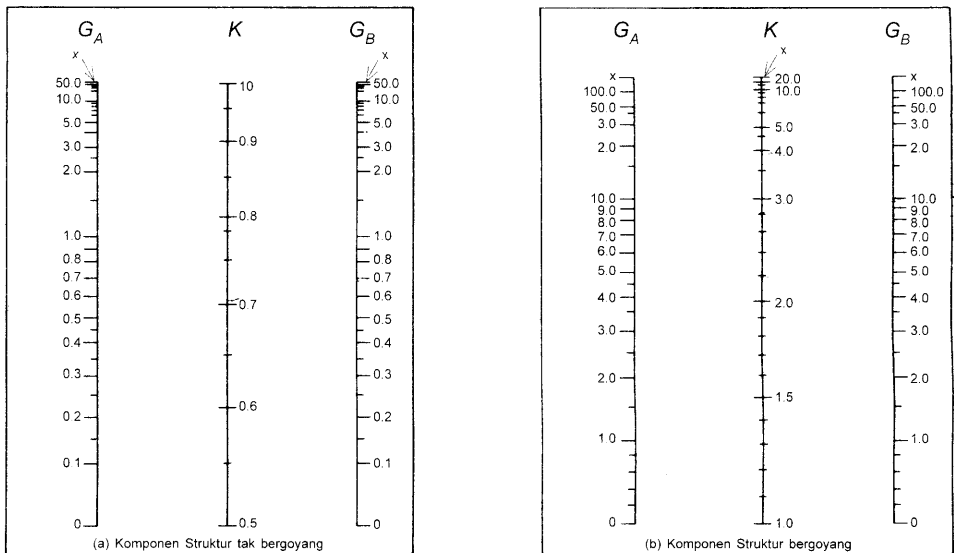 G_A K G_B
x x
50.0 10 50.0
10.0 10.0
5.0 0.9 5.0
3.0 3.0
2.0 2.0
0.8
1.0 1.0
0.8 0.8
0.7 0.7
0.6 0.7 0.6
0.5 0.5
0.4 0.4
0.3 0.3
0.2 0.6 0.2
0.1 0.1
0 0.5 0
(a) Komponen Struktur tak bergoyang
G_A K G_B
x
x 20.0 x
100.0 10.0 100.0
50.0 50.0
3.0 5.0 3.0
2.0 4.0 2.0
10.0 3.0 10.0
9.0 9.0
8.0 8.0
7.0 7.0
6.0 6.0
5.0 5.0
4.0 2.0 4.0
3.0 3.0
2.0 2.0
1.5
1.0 1.0
0 1.0 0
(b) Komponen Struktur bergoyang